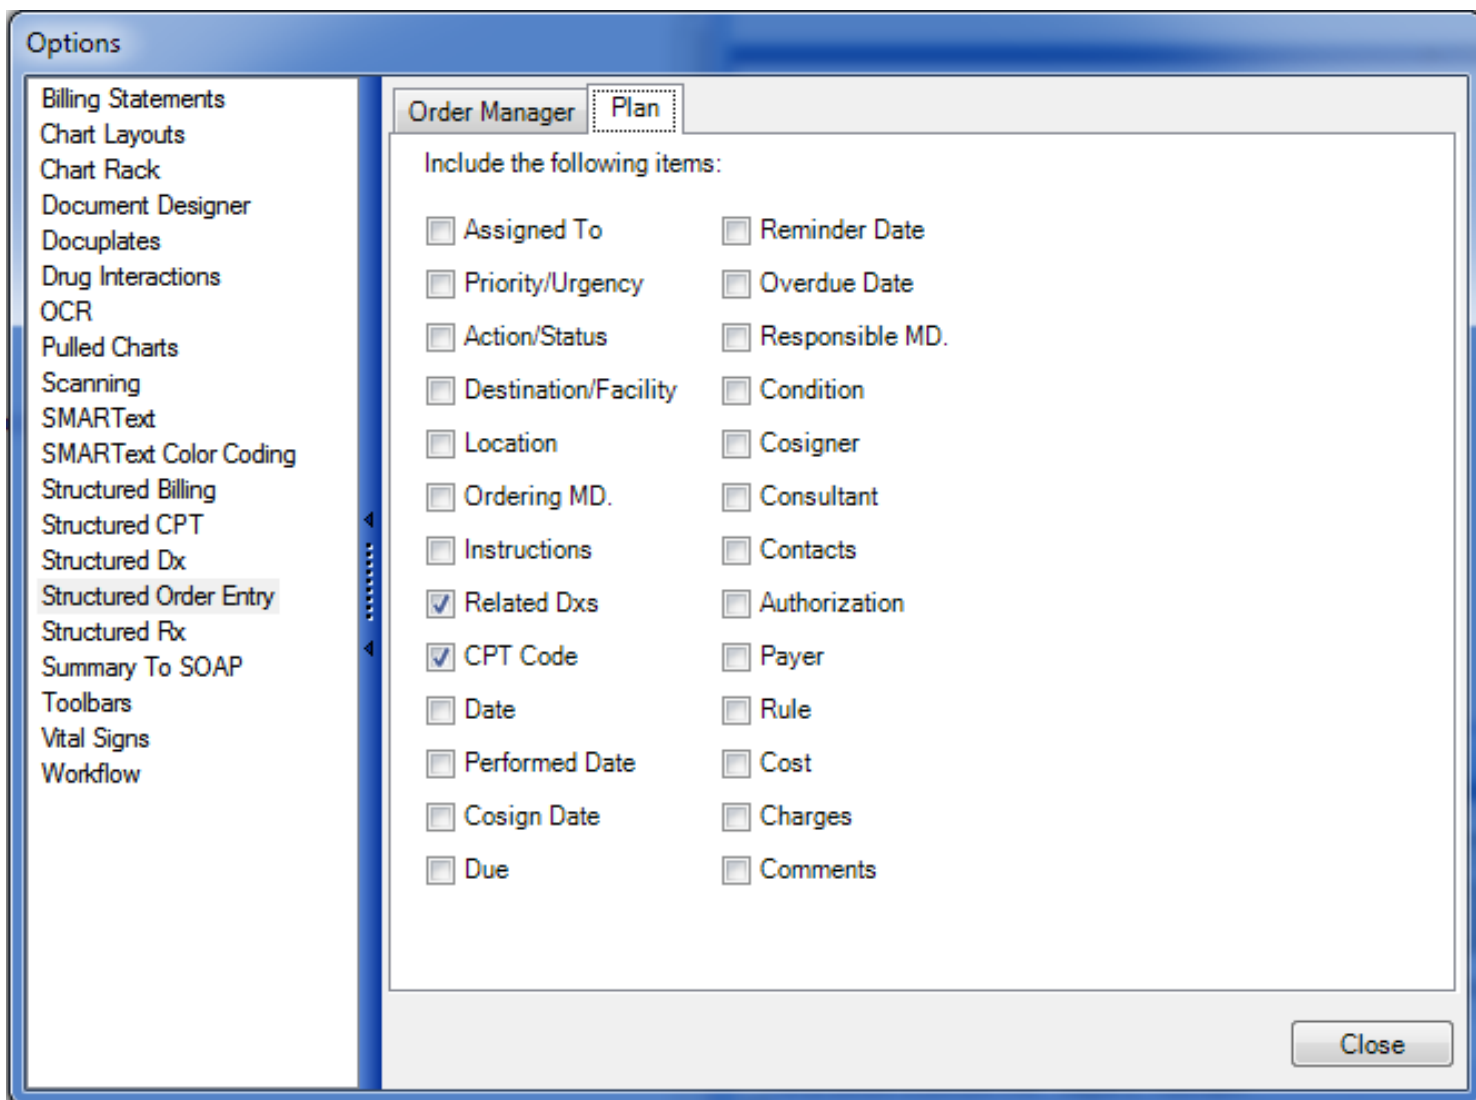 Options
Billing Statements
Chart Layouts
Chart Rack
Document Designer
Docuplates
Drug Interactions
OCR
Pulled Charts
Scanning
SMARText
SMARText Color Coding
Structured Billing
Structured CPT
Structured Dx
Structured Order Entry
Structured Rx
Summary To SOAP
Toolbars
Vital Signs
Workflow
Order Manager
Plan
Include the following items:
Assigned To
Priority/Urgency
Action/Status
Destination/Facility
Location
Ordering MD.
Instructions
Related Dxs
CPT Code
Date
Performed Date
Cosign Date
Due
Reminder Date
Overdue Date
Responsible MD.
Condition
Cosigner
Consultant
Contacts
Authorization
Payer
Rule
Cost
Charges
Comments
Close